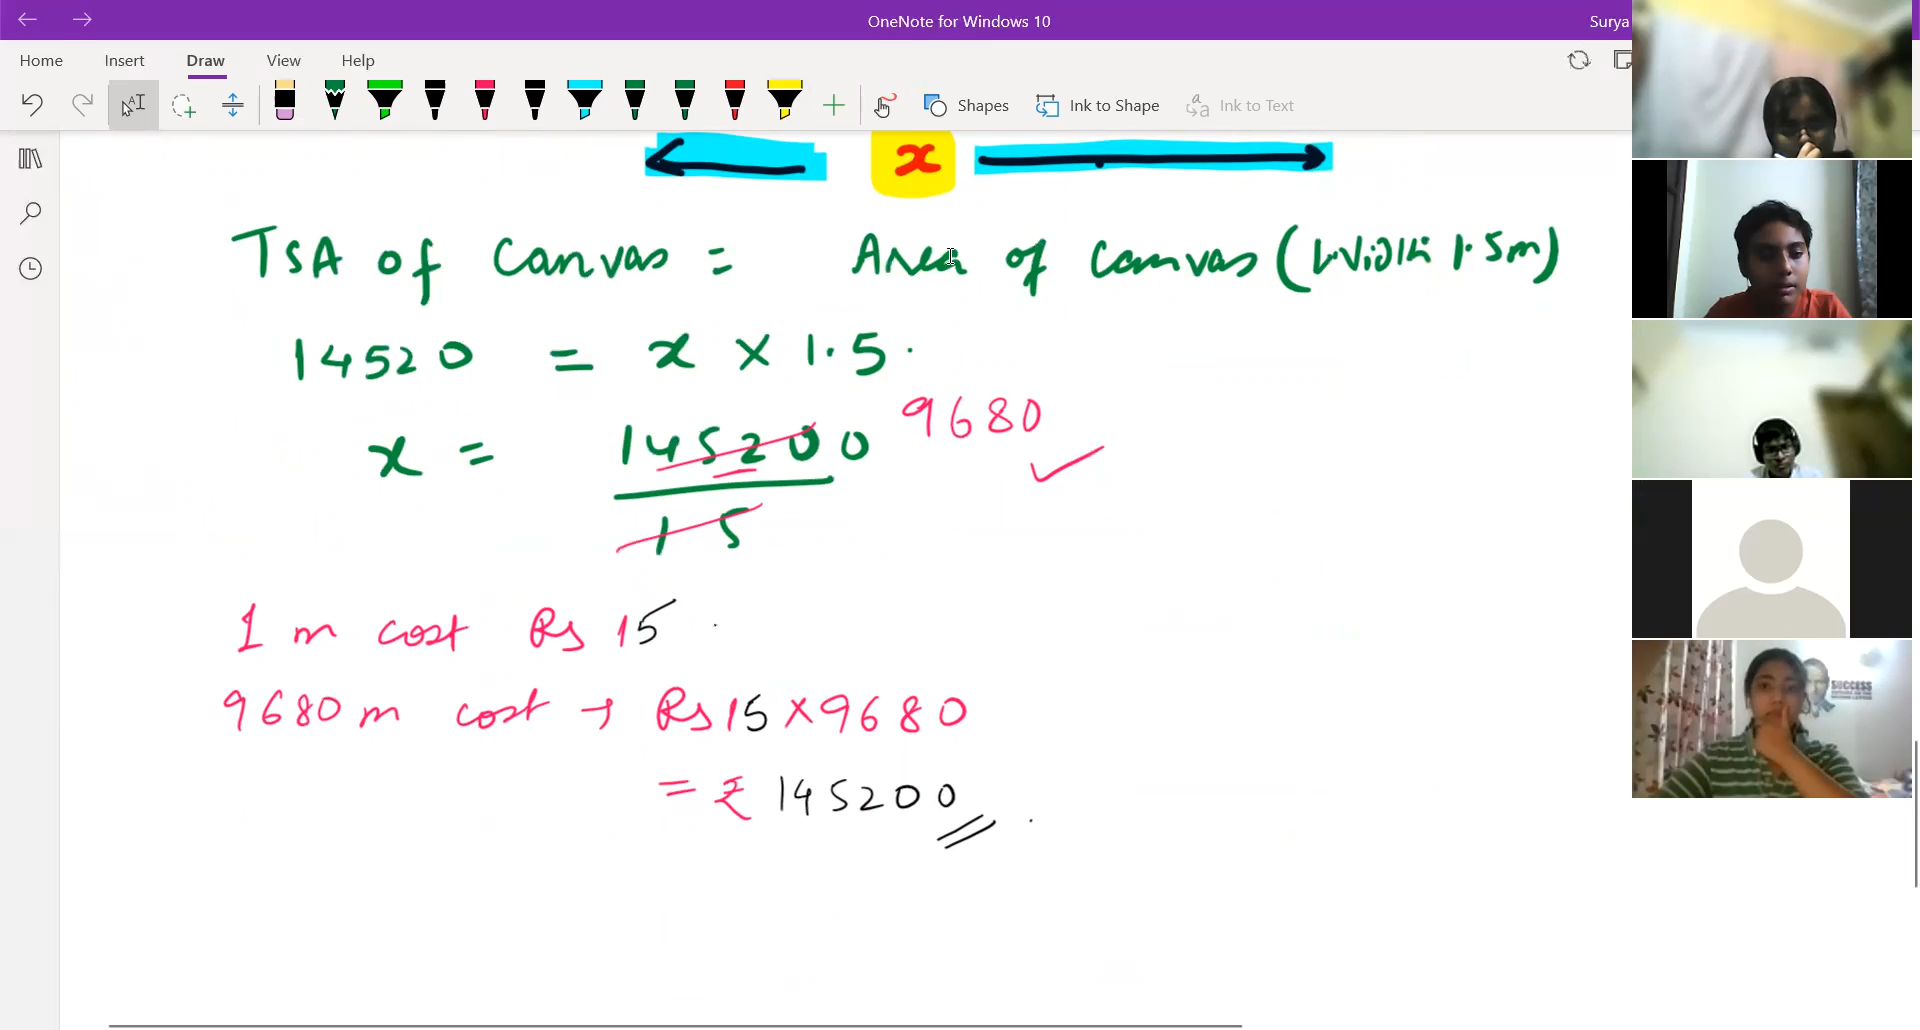 OneNote for Windows 10
Surya
Home Insert Draw View Help
Shapes Ink to Shape Ink to Text
x
TSA of canvas = Area of canvas (Width 1.5m)
14520 = x × 1.5
x = 145200 9680
15
1 m cost Rs 15
9680 m cost → Rs 15 × 9680
= ₹ 145200
SUCCESS